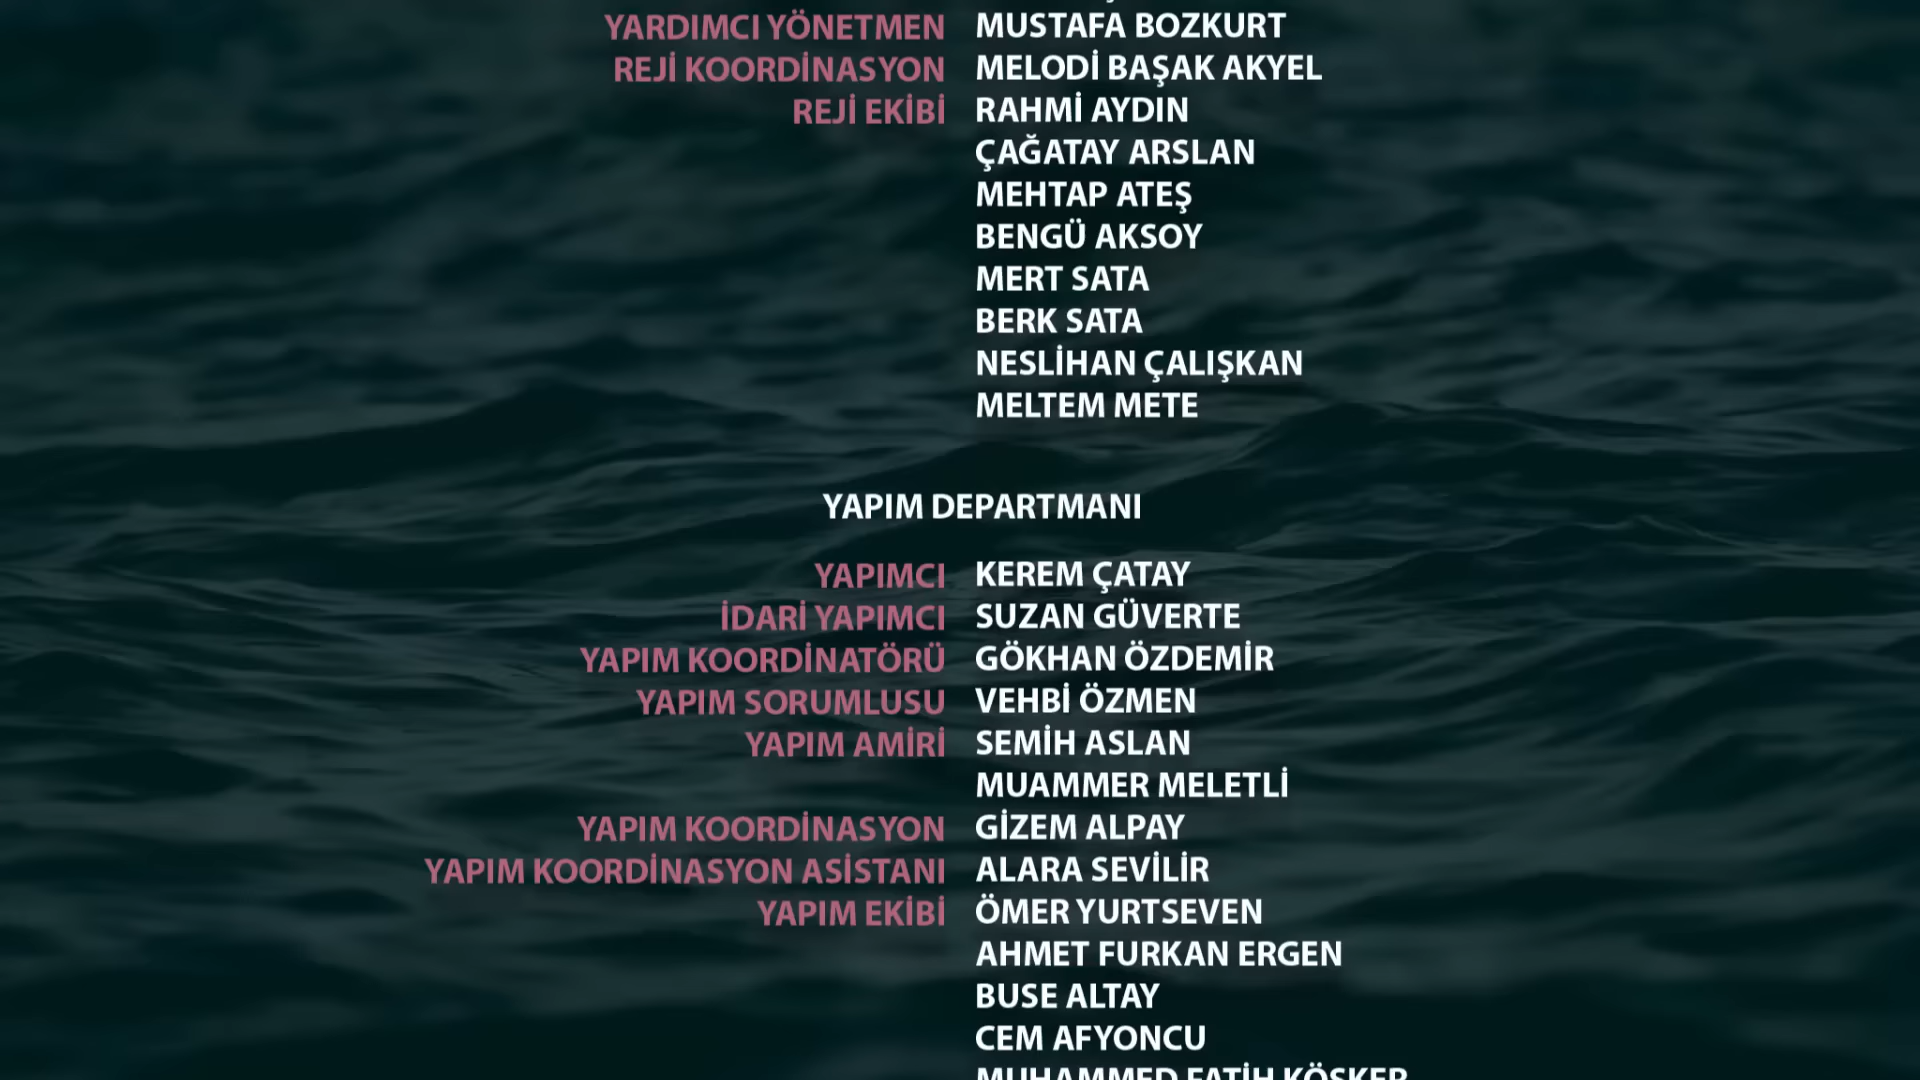 YARDIMCI YÖNETMEN MUSTAFA BOZKURT
REJİ KOORDİNASYON MELODİ BAŞAK AKYEL
REJİ EKİBİ RAHMİ AYDIN
ÇAĞATAY ARSLAN
MEHTAP ATEŞ
BENGÜ AKSOY
MERT SATA
BERK SATA
NESLİHAN ÇALIŞKAN
MELTEM METE
YAPIM DEPARTMANI
YAPIMCI KEREM ÇATAY
İDARİ YAPIMCI SUZAN GÜVERTE
YAPIM KOORDİNATÖRÜ GÖKHAN ÖZDEMİR
YAPIM SORUMLUSU VEHBİ ÖZMEN
YAPIM AMİRİ SEMİH ASLAN
MUAMMER MELETLİ
YAPIM KOORDİNASYON GİZEM ALPAY
YAPIM KOORDİNASYON ASİSTANI ALARA SEVİLİR
YAPIM EKİBİ ÖMER YURTSEVEN
AHMET FURKAN ERGEN
BUSE ALTAY
CEM AFYONCU
MUHAMMED FATİH KÖŞKER